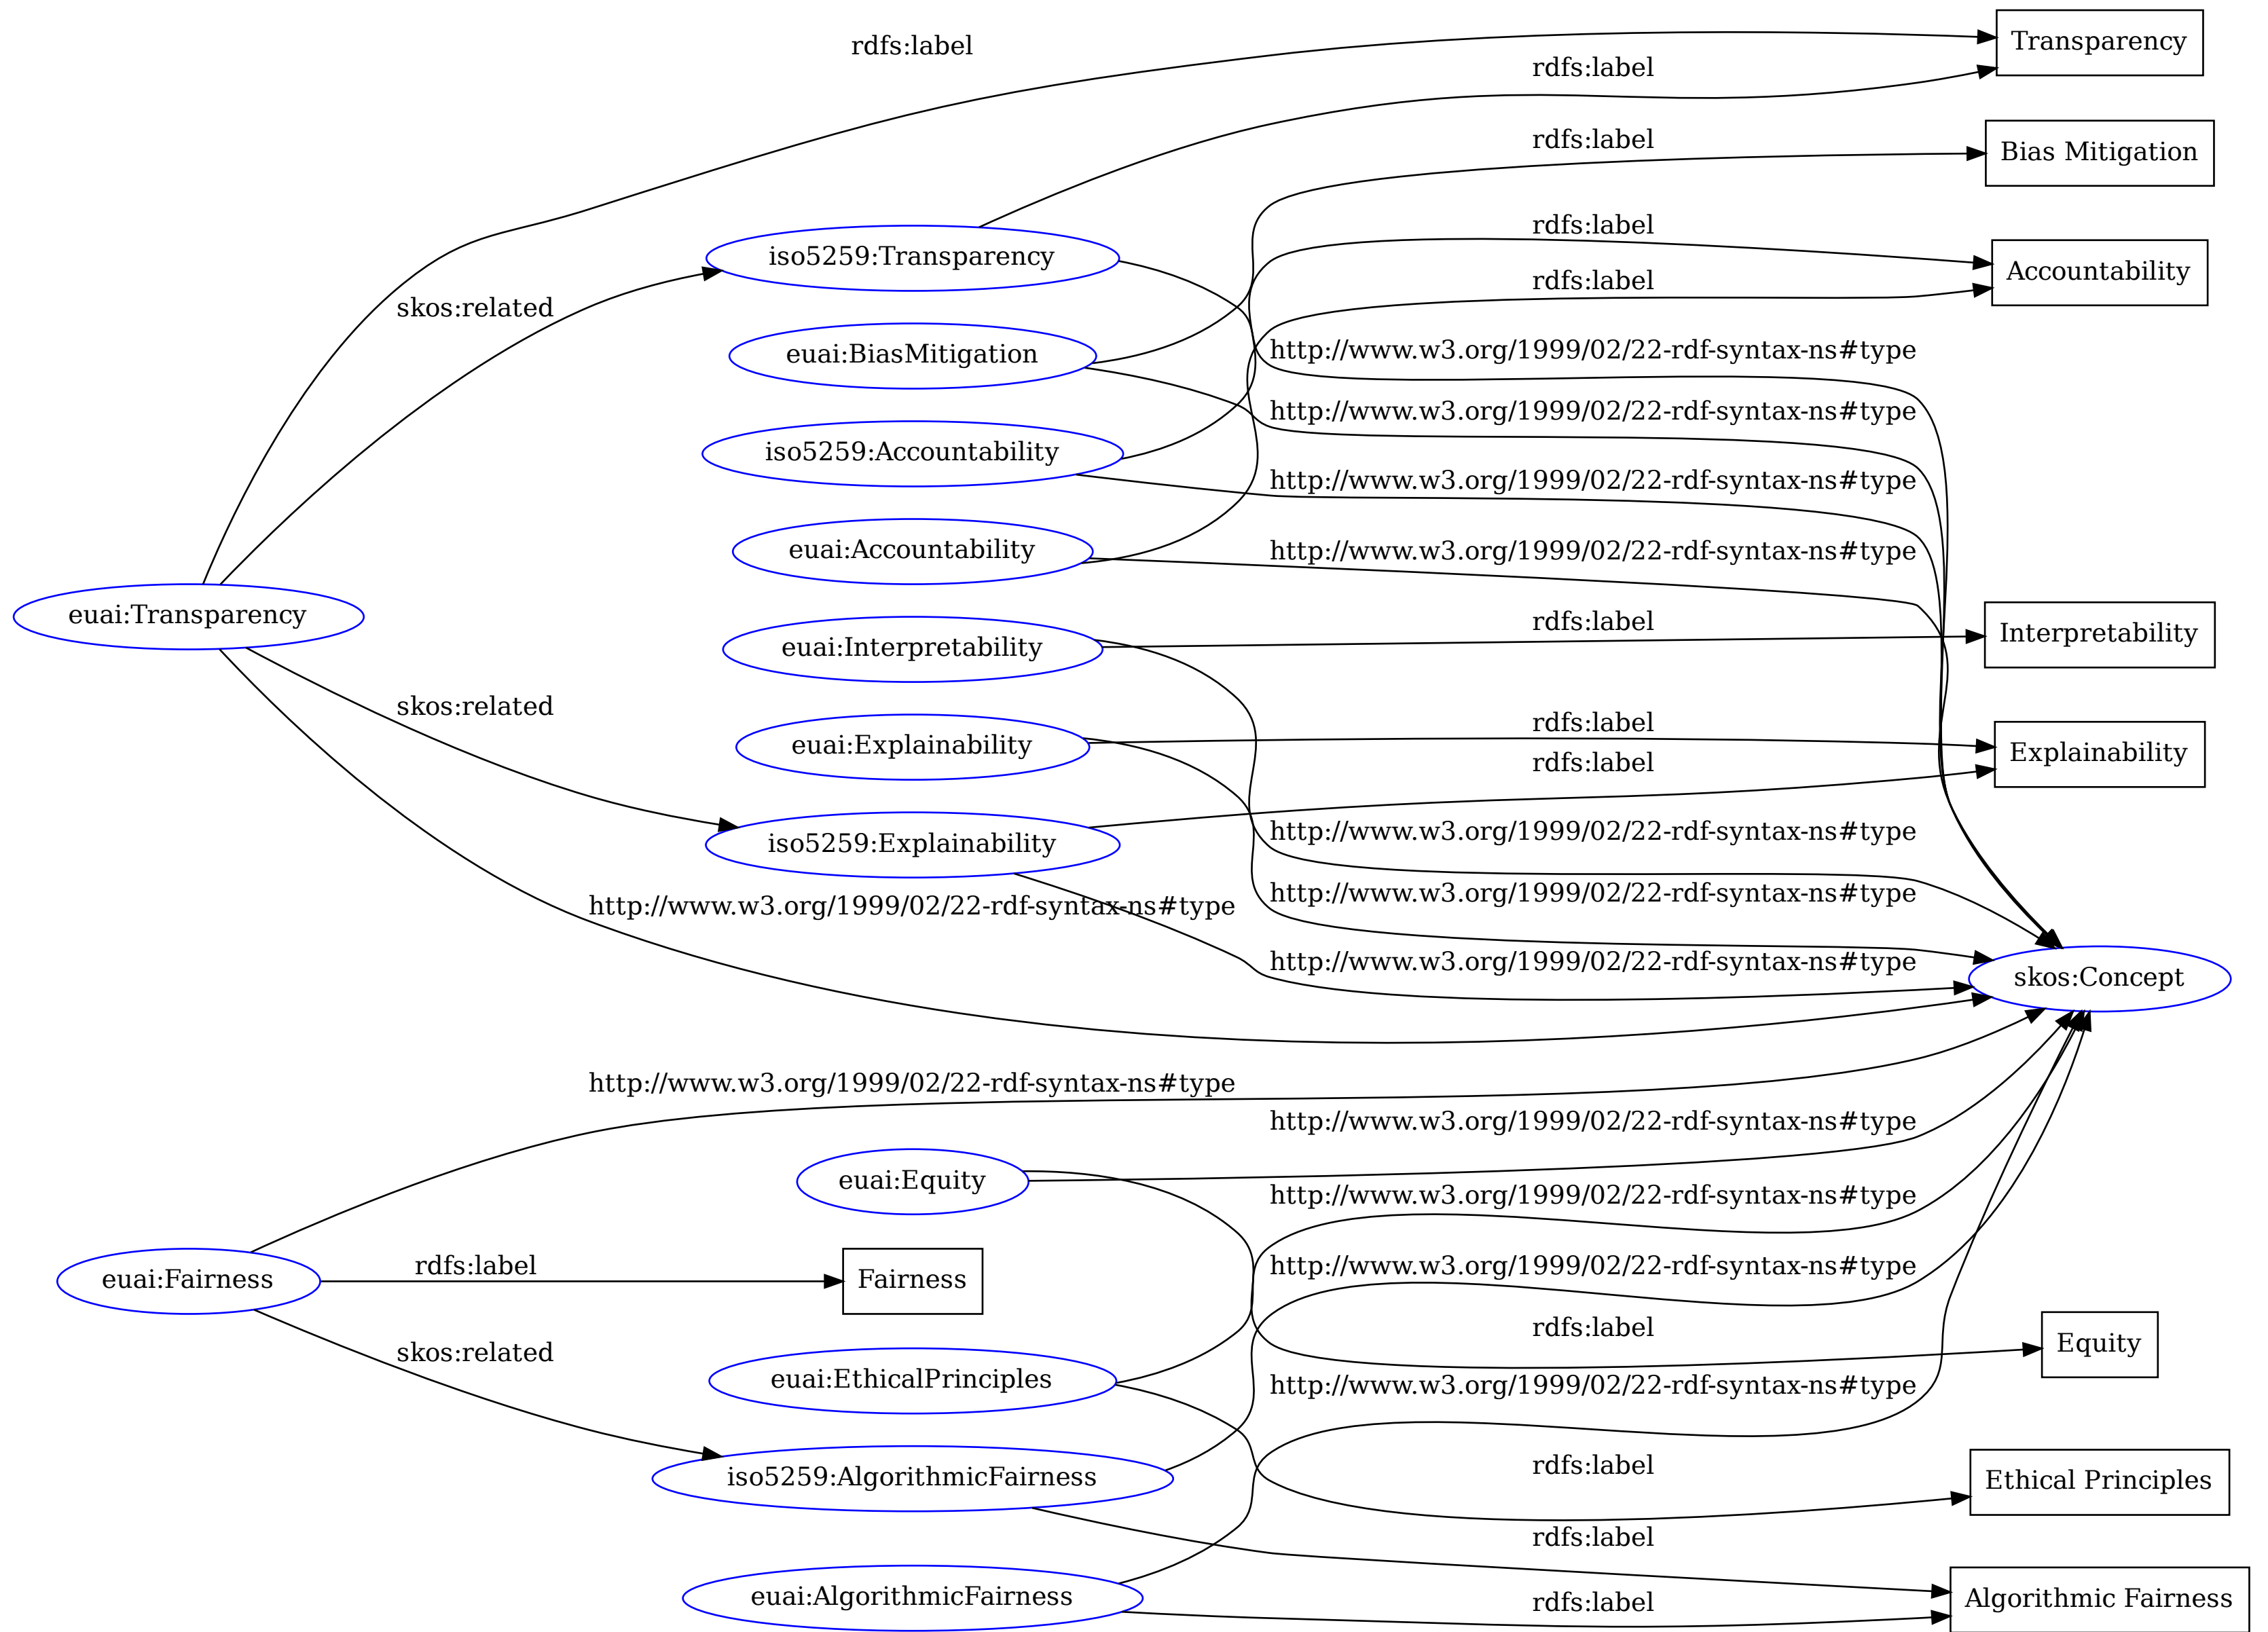 rdfs:label
Transparency
rdfs:label
rdfs:label
Bias Mitigation
rdfs:label
iso5259:Transparency
Accountability
rdfs:label
skos:related
euai:BiasMitigation
http://www.w3.org/1999/02/22-rdf-syntax-ns#type
http://www.w3.org/1999/02/22-rdf-syntax-ns#type
iso5259:Accountability
http://www.w3.org/1999/02/22-rdf-syntax-ns#type
euai:Accountability
http://www.w3.org/1999/02/22-rdf-syntax-ns#type
euai:Transparency
rdfs:label
euai:Interpretability
Interpretability
skos:related
rdfs:label
euai:Explainability
Explainability
rdfs:label
http://www.w3.org/1999/02/22-rdf-syntax-ns#type
iso5259:Explainability
http://www.w3.org/1999/02/22-rdf-syntax-ns#type
http://www.w3.org/1999/02/22-rdf-syntax-ns#type
http://www.w3.org/1999/02/22-rdf-syntax-ns#type
skos:Concept
http://www.w3.org/1999/02/22-rdf-syntax-ns#type
http://www.w3.org/1999/02/22-rdf-syntax-ns#type
euai:Equity
http://www.w3.org/1999/02/22-rdf-syntax-ns#type
euai:Fairness
rdfs:label
Fairness
http://www.w3.org/1999/02/22-rdf-syntax-ns#type
rdfs:label
Equity
skos:related
euai:EthicalPrinciples
http://www.w3.org/1999/02/22-rdf-syntax-ns#type
rdfs:label
iso5259:AlgorithmicFairness
Ethical Principles
rdfs:label
euai:AlgorithmicFairness
rdfs:label
Algorithmic Fairness